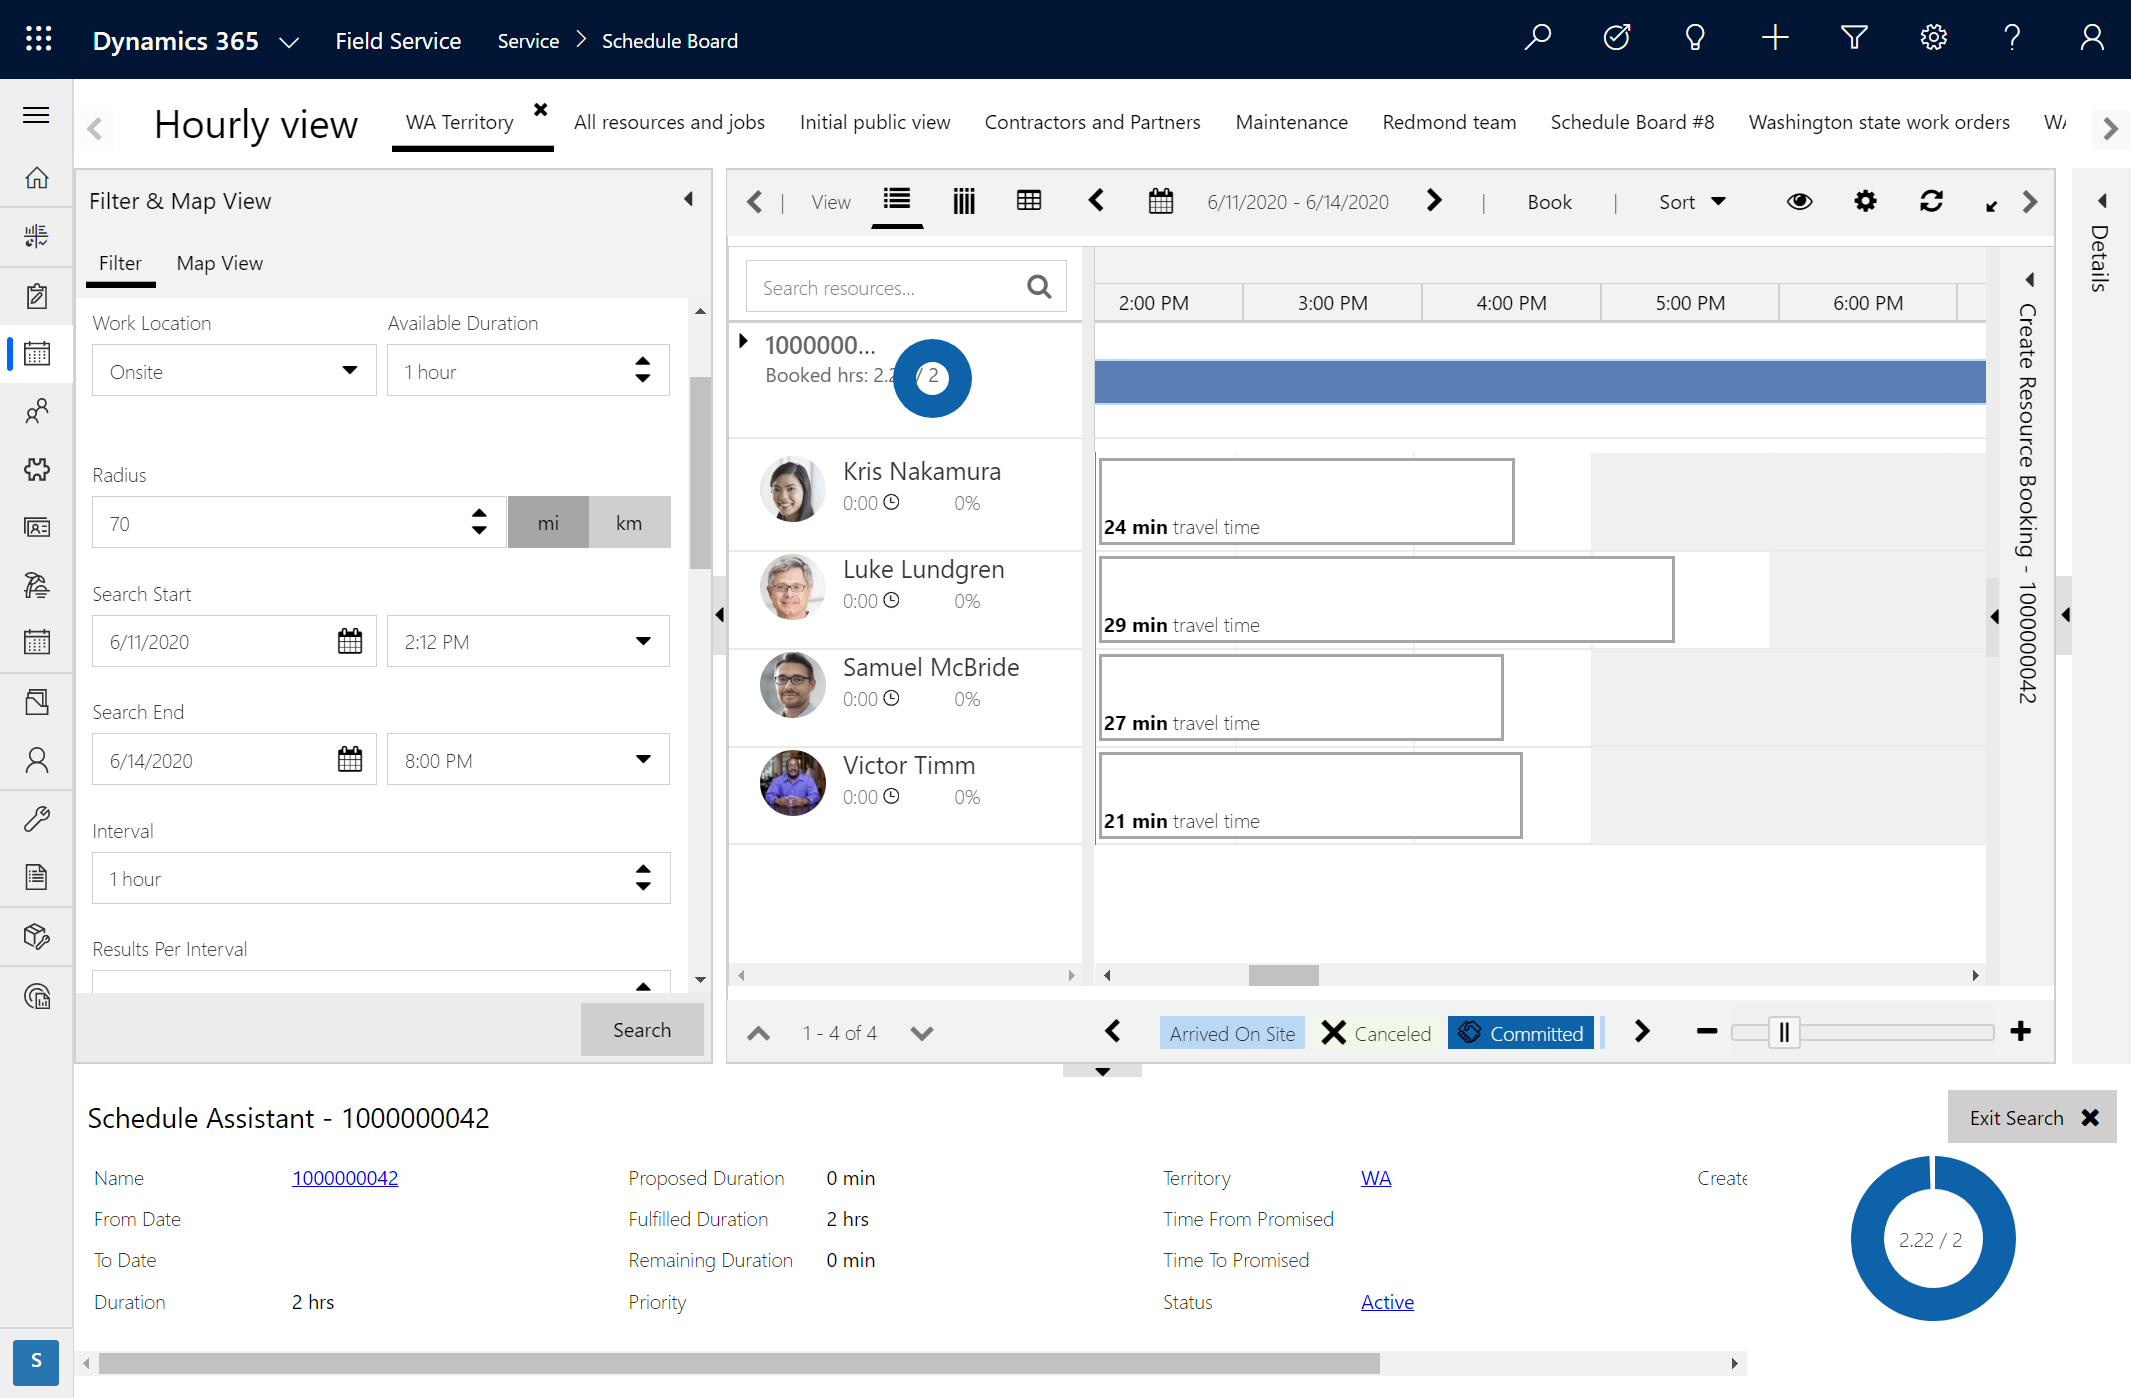 Dynamics 365
Field Service
Service
Schedule Board
Hourly view
WA Territory
All resources and jobs
Initial public view
Contractors and Partners
Maintenance
Redmond team
Schedule Board #8
Washington state work orders
Filter & Map View
Filter
Map View
Work Location
Available Duration
Onsite
1 hour
Radius
70
mi
km
Search Start
6/11/2020
2:12 PM
Search End
6/14/2020
8:00 PM
Interval
1 hour
Results Per Interval
Search
View
6/11/2020 - 6/14/2020
Book
Sort
Search resources...
2:00 PM
3:00 PM
4:00 PM
5:00 PM
6:00 PM
1000000...
Booked hrs: 2.2 / 2
Kris Nakamura
0:00
0%
24 min travel time
Luke Lundgren
0:00
0%
29 min travel time
Samuel McBride
0:00
0%
27 min travel time
Victor Timm
0:00
0%
21 min travel time
Create Resource Booking - 1000000042
Details
1 - 4 of 4
Arrived On Site
Canceled
Committed
Schedule Assistant - 1000000042
Exit Search
Name
1000000042
Proposed Duration
0 min
Territory
WA
Create
From Date
Fulfilled Duration
2 hrs
Time From Promised
To Date
Remaining Duration
0 min
Time To Promised
Duration
2 hrs
Priority
Status
Active
2.22 / 2
S